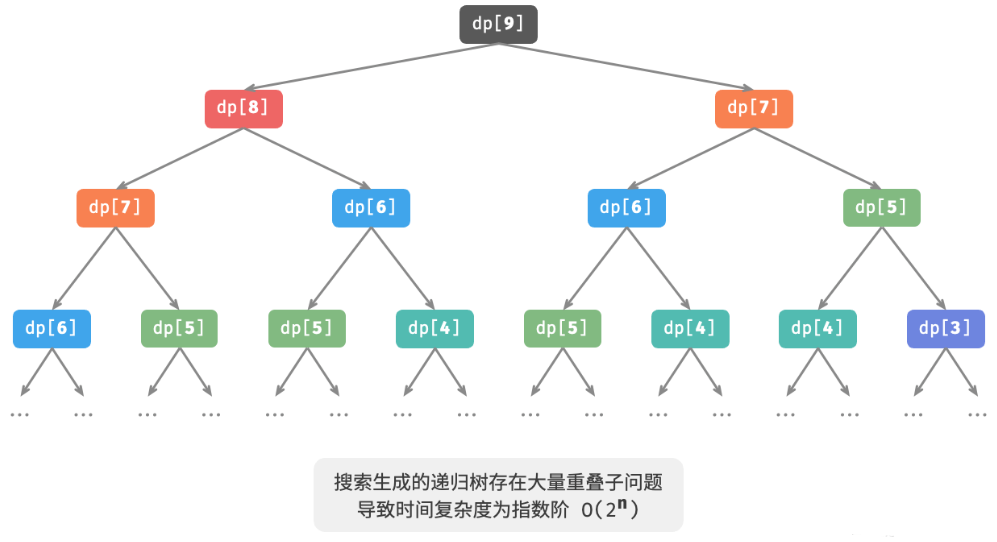 dp[9]
dp[8] dp[7]
dp[7] dp[6] dp[6] dp[5]
dp[6] dp[5] dp[5] dp[4] dp[5] dp[4] dp[4] dp[3]
... ... ... ... ... ... ... ... ... ... ... ... ... ... ... ...
搜索生成的递归树存在大量重叠子问题
导致时间复杂度为指数阶 O(2ⁿ)